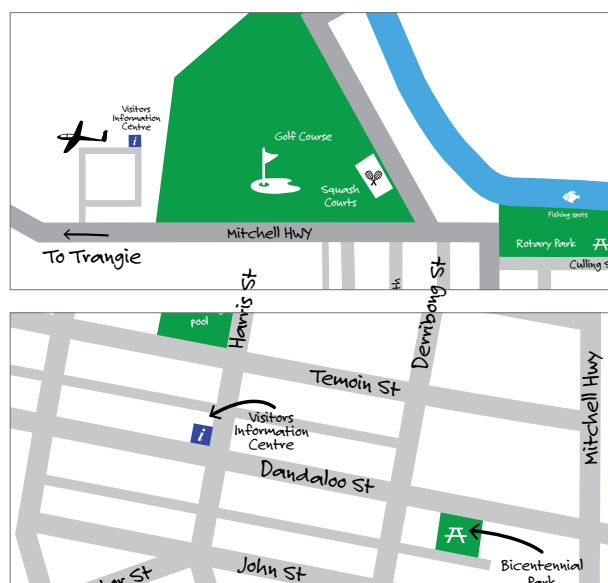 Visitors
Information
Centre
i
Golf Course
Squash
Courts
Fishing spots
Mitchell HWY
Rotary Park
To Trangie
Culling
Harris St
Derribong St
pool
Temoin St
Mitchell Hwy
Visitors
Information
Centre
i
Dandaloo St
John St
St
Bicentennial
Park